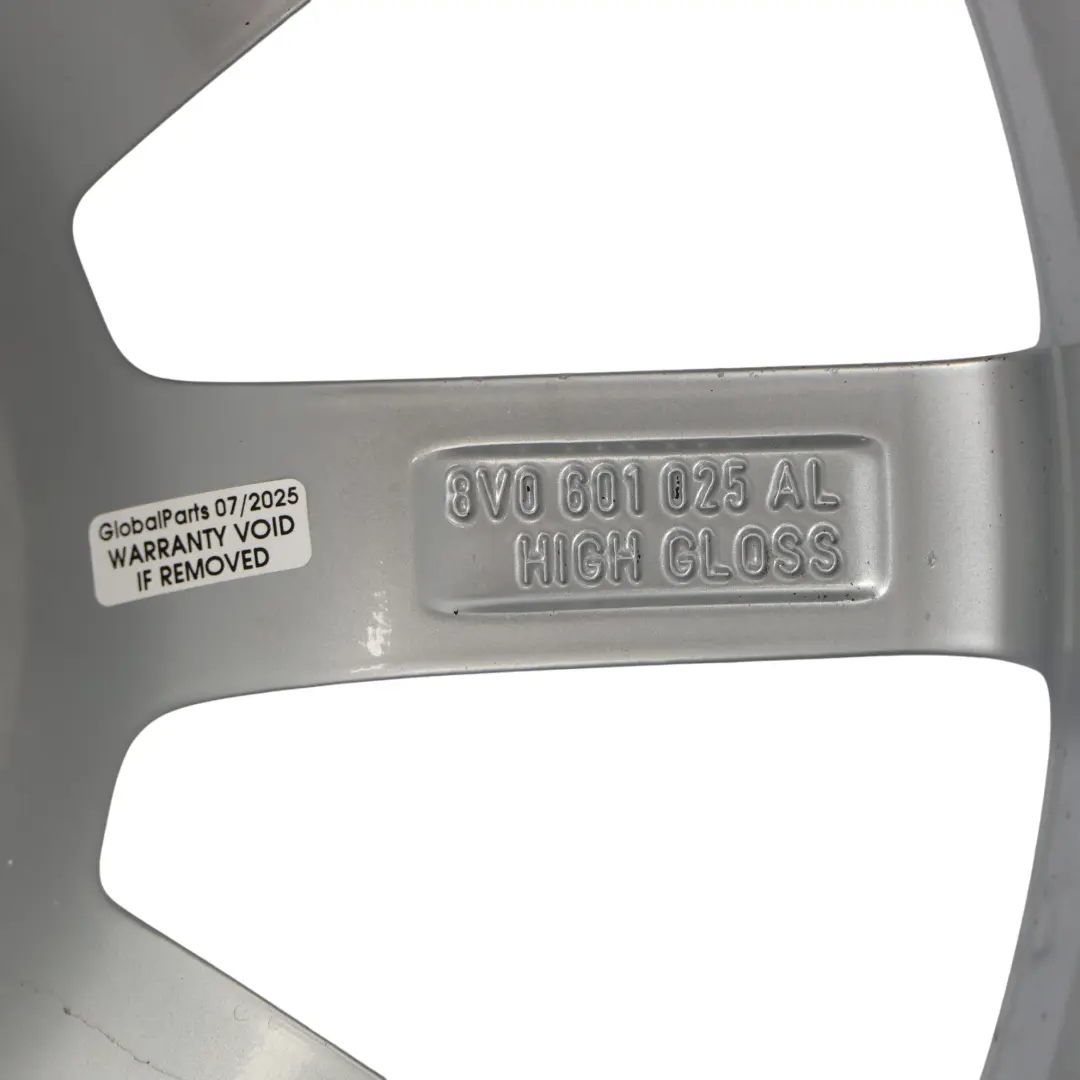 GlobalParts 07/2025
WARRANTY VOID
IF REMOVED
8V0 601 025 AL
HIGH GLOSS